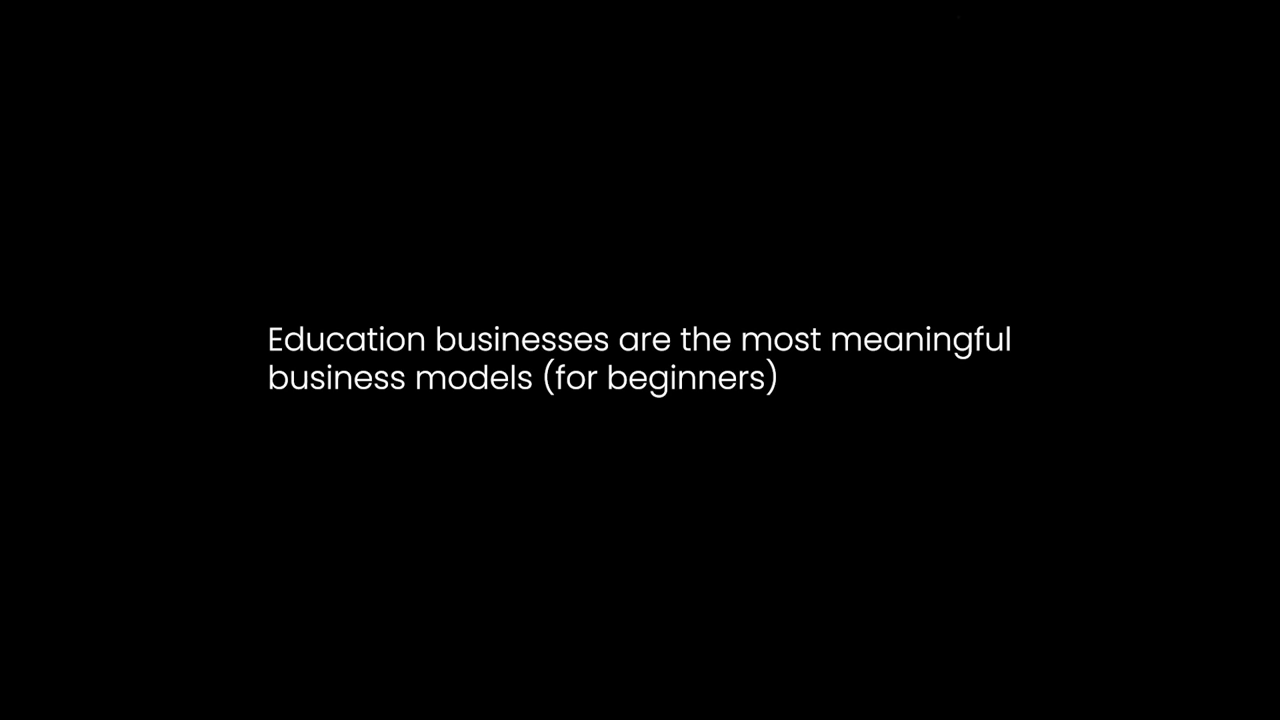 Education businesses are the most meaningful
business models (for beginners)